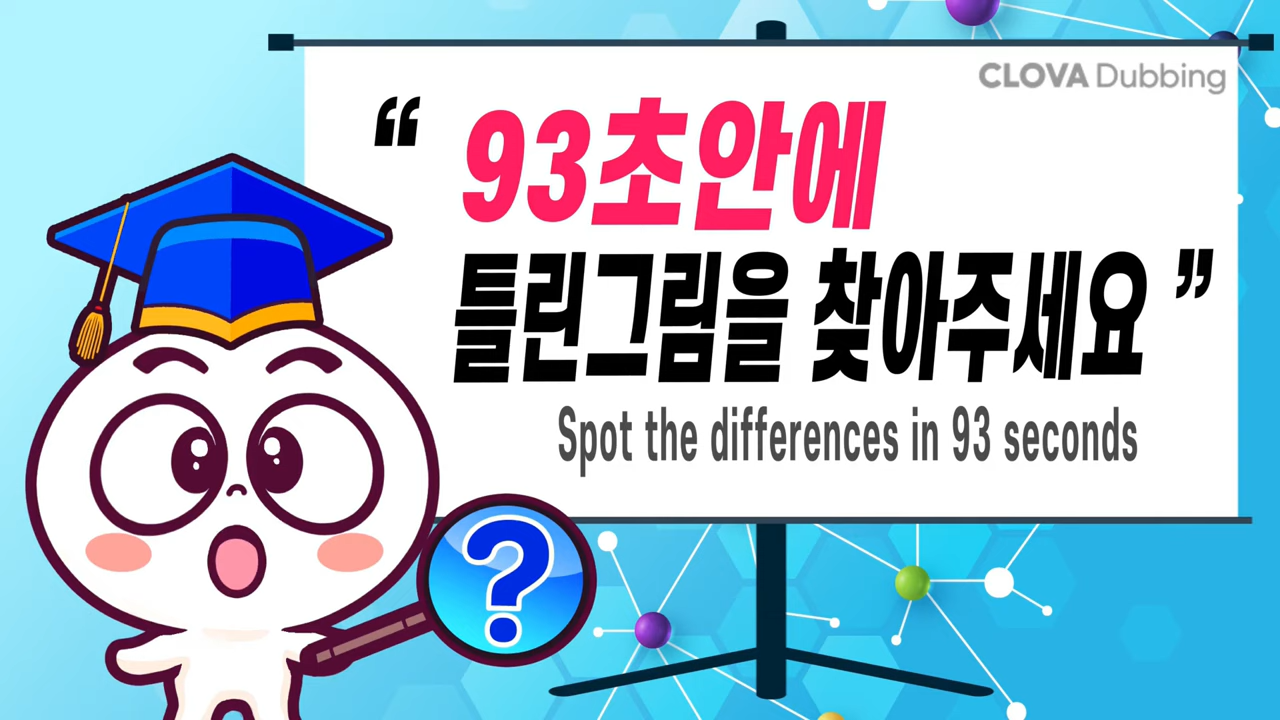 CLOVA Dubbing
“ 93초안에
틀린그림을 찾아주세요 ”
Spot the differences in 93 seconds
?